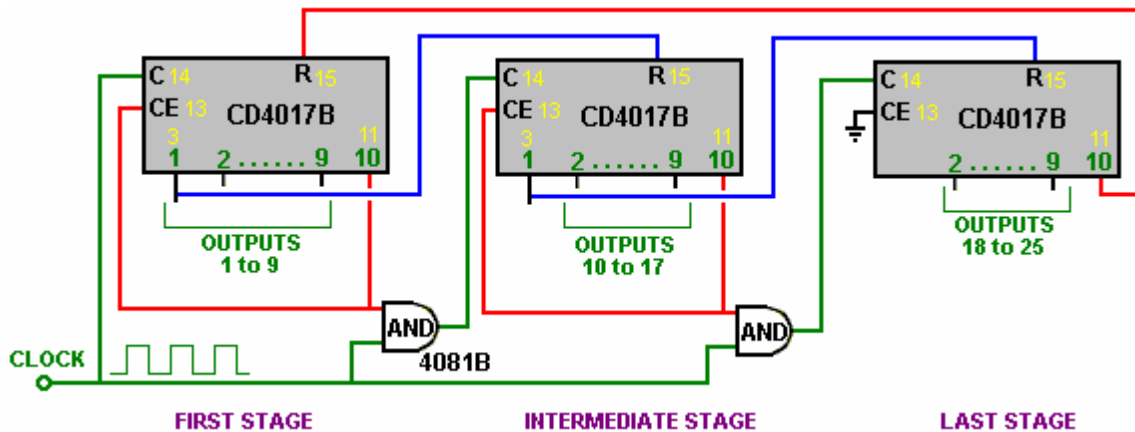 C 14 R 15
CE 13 CD4017B
3 11
1 2 ...... 9 10
OUTPUTS
1 to 9
C 14 R 15
CE 13 CD4017B
3 11
1 2 ...... 9 10
OUTPUTS
10 to 17
C 14 R 15
CE 13 CD4017B
11
2 ...... 9 10
OUTPUTS
18 to 25
AND
4081B
AND
CLOCK
FIRST STAGE
INTERMEDIATE STAGE
LAST STAGE